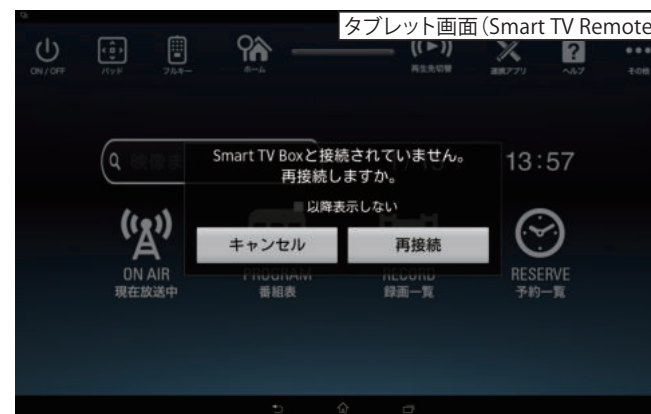 タブレット画面（Smart TV Remote
ON / OFF
パッド
フルキー
ホーム
再生先切替
連携アプリ
ヘルプ
その他
13:57
Smart TV Boxと接続されていません。
再接続しますか。
以降表示しない
キャンセル
再接続
ON AIR
現在放送中
PROGRAM
番組表
RECORD
録画一覧
RESERVE
予約一覧